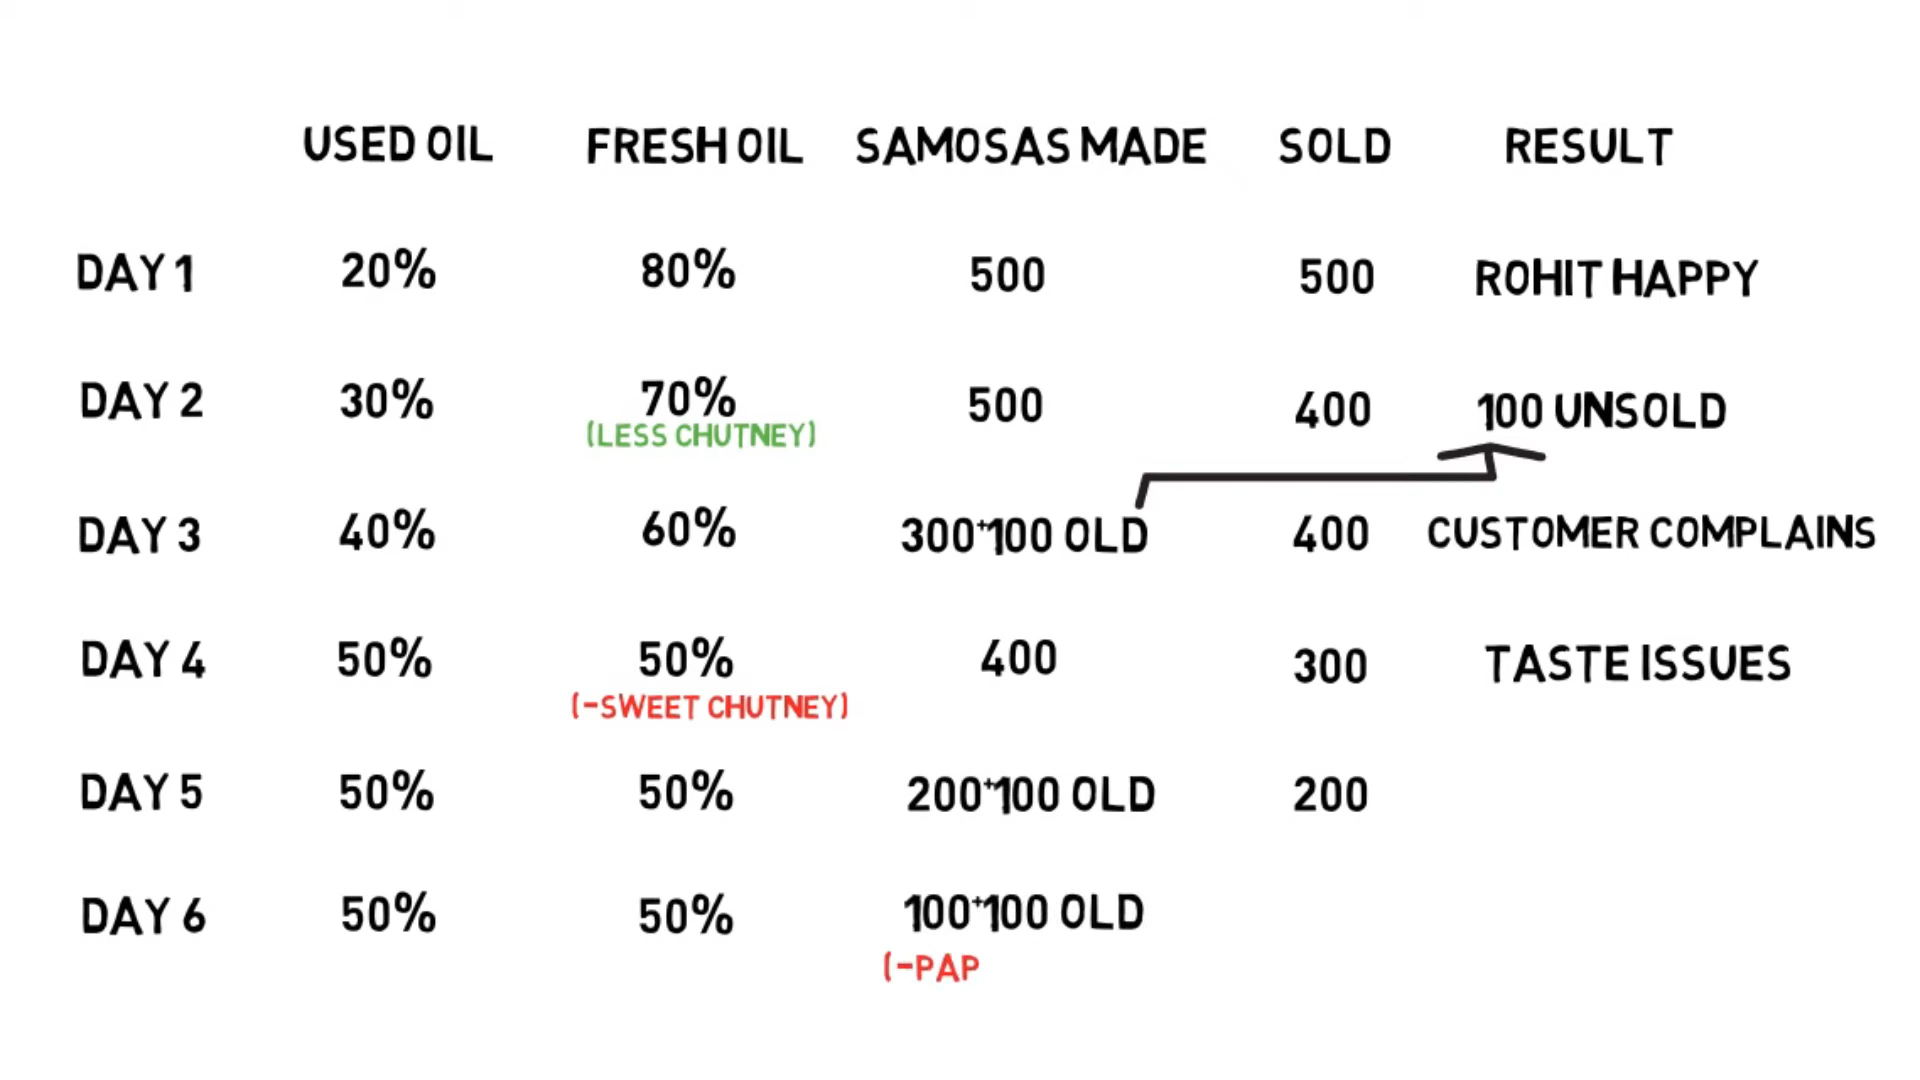 USED OIL FRESH OIL SAMOSAS MADE SOLD RESULT
DAY 1 20% 80% 500 500 ROHIT HAPPY
DAY 2 30% 70% 500 400 100 UNSOLD
(LESS CHUTNEY)
DAY 3 40% 60% 300+100 OLD 400 CUSTOMER COMPLAINS
DAY 4 50% 50% 400 300 TASTE ISSUES
(-SWEET CHUTNEY)
DAY 5 50% 50% 200+100 OLD 200
DAY 6 50% 50% 100+100 OLD
(-PAP